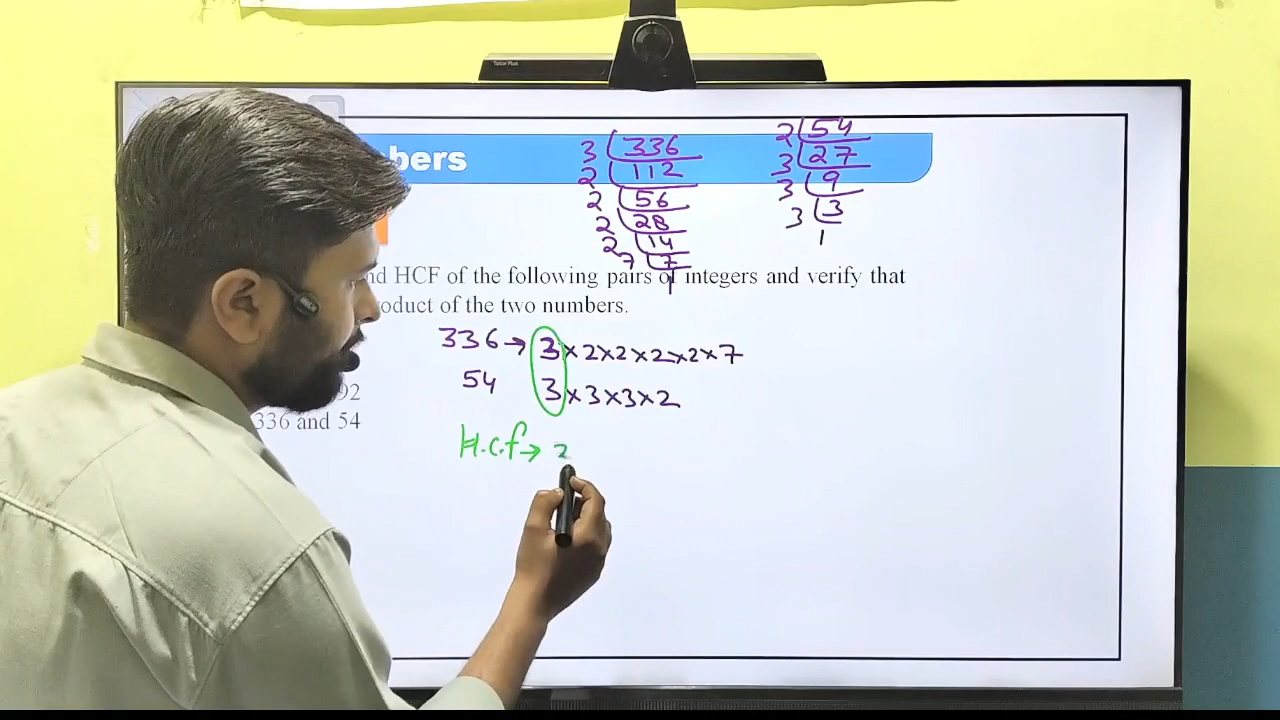 Tailor Plus
bers
3 336
2 112
2 56
2 28
2 14
7 7
1
2 54
3 27
3 9
3 3
1
nd HCF of the following pairs of integers and verify that
oduct of the two numbers.
336 → 3 × 2 × 2 × 2 × 2 × 7
54 3 × 3 × 3 × 2
92
336 and 54
H.C.f →